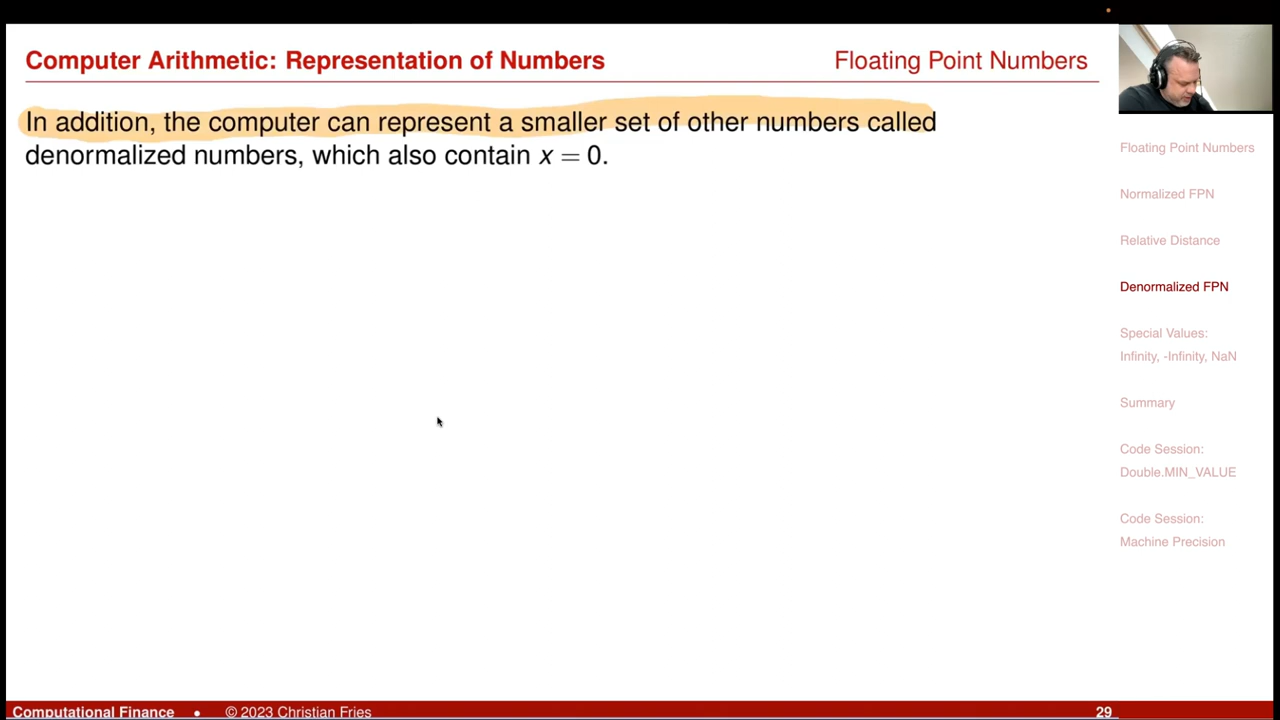 Computer Arithmetic: Representation of Numbers
Floating Point Numbers
In addition, the computer can represent a smaller set of other numbers called
denormalized numbers, which also contain x = 0.
Floating Point Numbers
Normalized FPN
Relative Distance
Denormalized FPN
Special Values:
Infinity, -Infinity, NaN
Summary
Code Session:
Double.MIN_VALUE
Code Session:
Machine Precision
Computational Finance • © 2023 Christian Fries
29